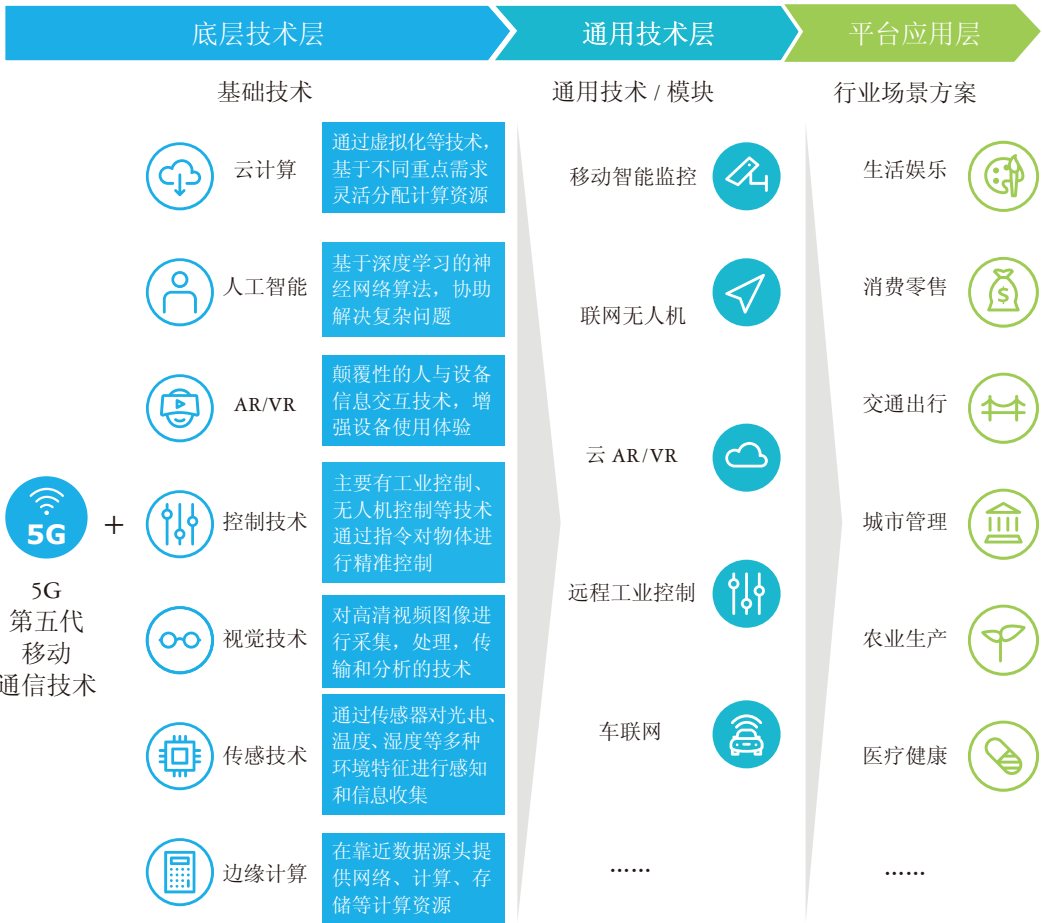 底层技术层
通用技术层
平台应用层
基础技术
通用技术 / 模块
行业场景方案
5G
5G
第五代
移动
通信技术
+
云计算
通过虚拟化等技术，
基于不同重点需求
灵活分配计算资源
人工智能
基于深度学习的神
经网络算法，协助
解决复杂问题
AR/VR
颠覆性的人与设备
信息交互技术，增
强设备使用体验
控制技术
主要有工业控制、
无人机控制等技术
通过指令对物体进
行精准控制
视觉技术
对高清视频图像进
行采集，处理，传
输和分析的技术
传感技术
通过传感器对光电、
温度、湿度等多种
环境特征进行感知
和信息收集
边缘计算
在靠近数据源头提
供网络、计算、存
储等计算资源
移动智能监控
联网无人机
云 AR/VR
远程工业控制
车联网
……
生活娱乐
消费零售
$
交通出行
城市管理
农业生产
医疗健康
……